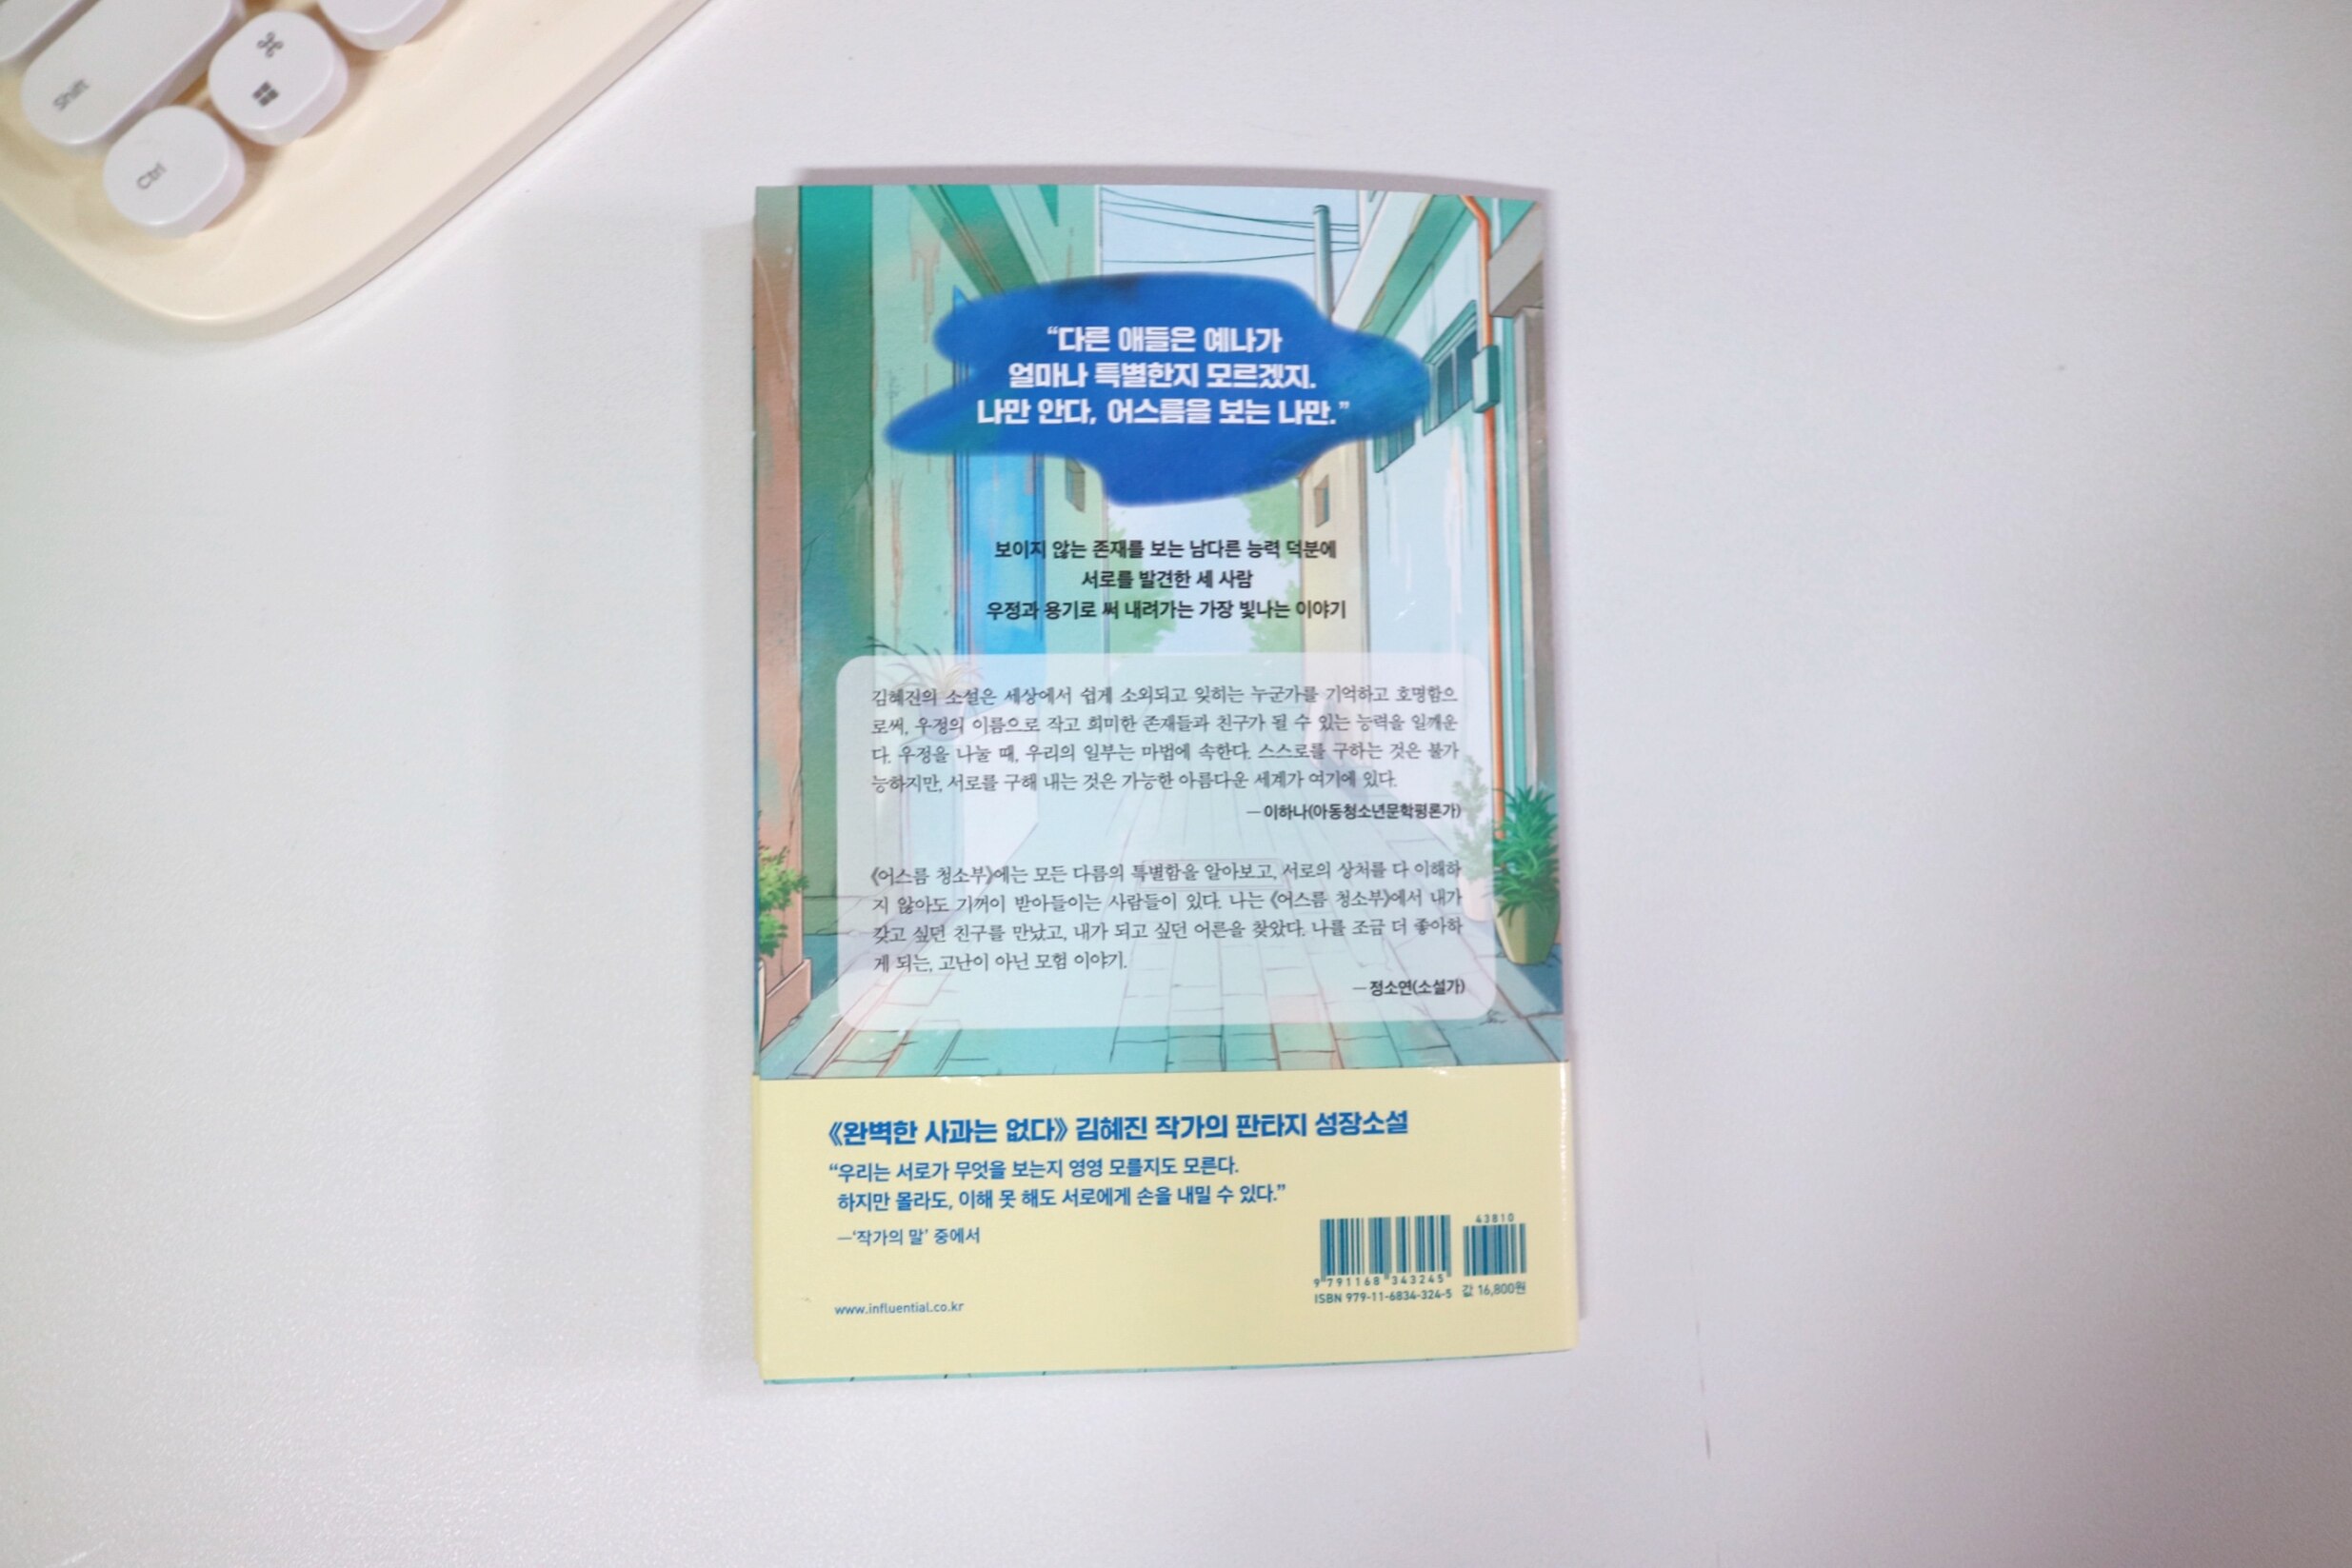 Shift
⌘
Ctrl
“다른 애들은 예나가
얼마나 특별한지 모르겠지.
나만 안다, 어스름을 보는 나만.”
보이지 않는 존재를 보는 남다른 능력 덕분에
서로를 발견한 세 사람
우정과 용기로 써 내려가는 가장 빛나는 이야기
김혜진의 소설은 세상에서 쉽게 소외되고 잊히는 누군가를 기억하고 호명함으
로써, 우정의 이름으로 작고 희미한 존재들과 친구가 될 수 있는 능력을 일깨운
다. 우정을 나눌 때, 우리의 일부는 마법에 속한다. 스스로를 구하는 것은 불가
능하지만, 서로를 구해 내는 것은 가능한 아름다운 세계가 여기에 있다.
— 이하나(아동청소년문학평론가)
《어스름 청소부》에는 모든 다름의 특별함을 알아보고, 서로의 상처를 다 이해하
지 않아도 기꺼이 받아들이는 사람들이 있다. 나는 《어스름 청소부》에서 내가
갖고 싶던 친구를 만났고, 내가 되고 싶던 어른을 찾았다. 나를 조금 더 좋아하
게 되는, 고난이 아닌 모험 이야기.
— 정소연(소설가)
《완벽한 사과는 없다》 김혜진 작가의 판타지 성장소설
“우리는 서로가 무엇을 보는지 영영 모를지도 모른다.
하지만 몰라도, 이해 못 해도 서로에게 손을 내밀 수 있다.”
—‘작가의 말’ 중에서
43810
9 791168 343245
ISBN 979-11-6834-324-5 값 16,800원
www.influential.co.kr